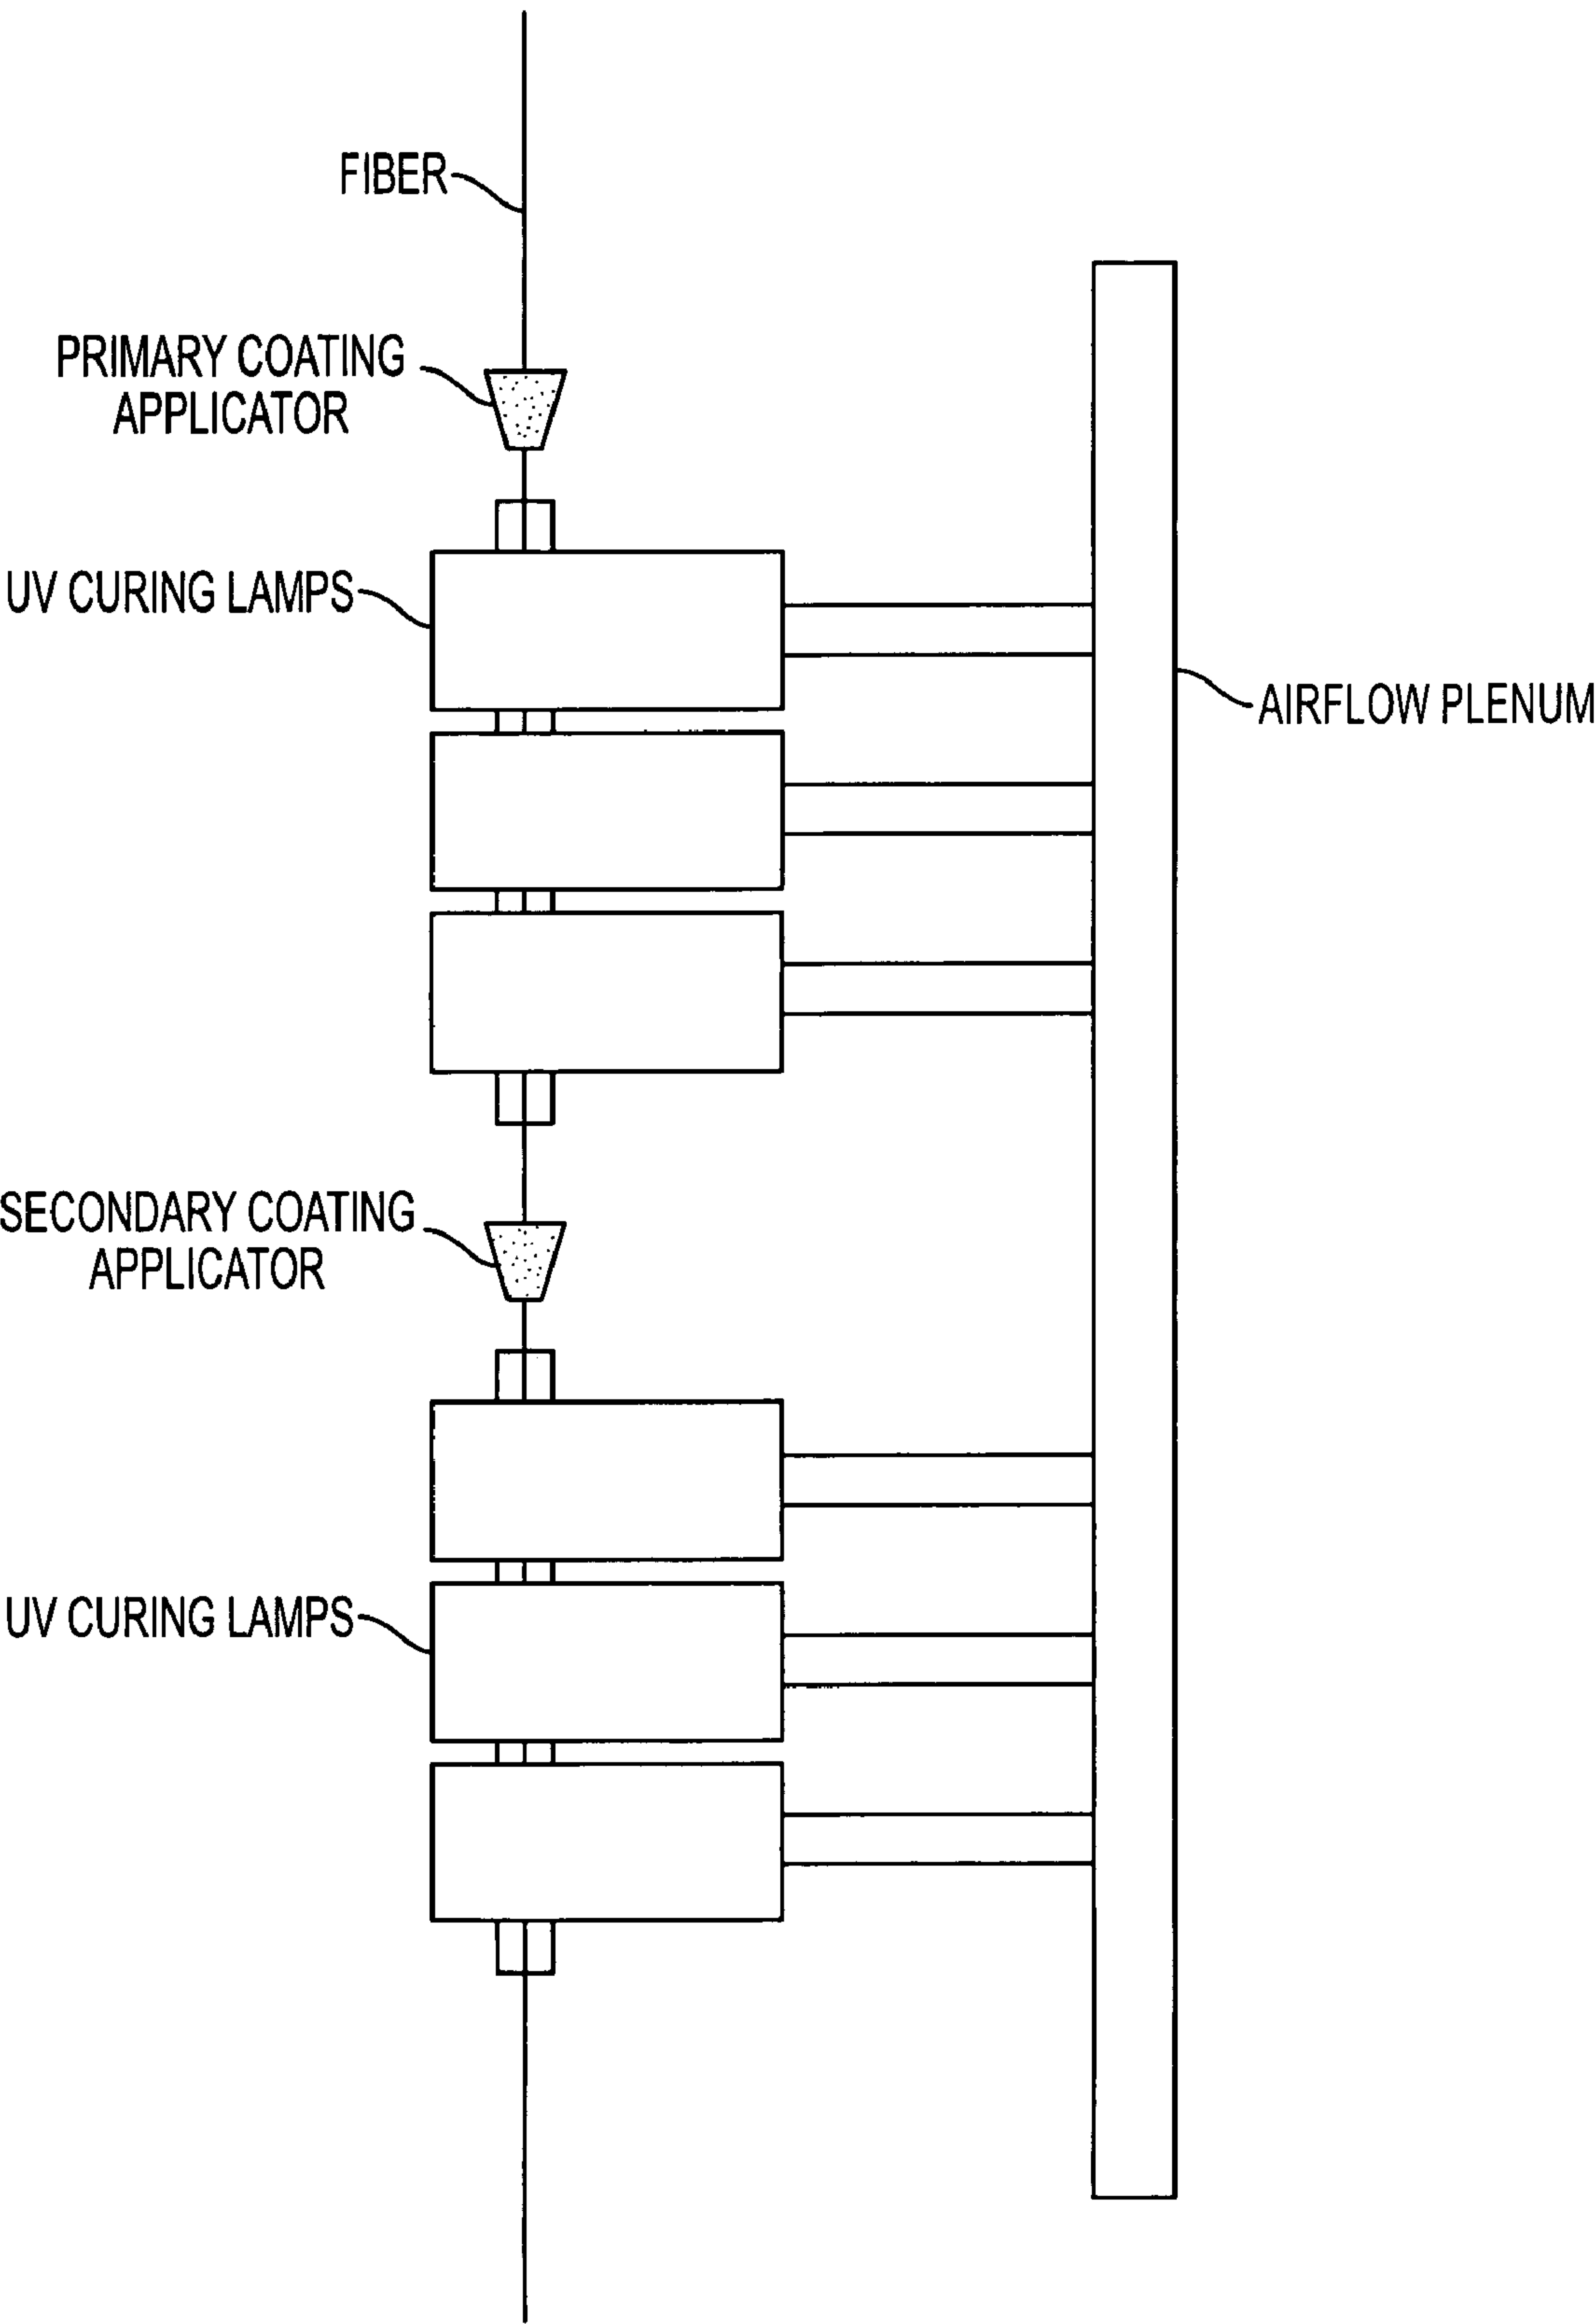 FIBER
PRIMARY COATING
APPLICATOR
UV CURING LAMPS
AIRFLOW PLENUM
SECONDARY COATING
APPLICATOR
UV CURING LAMPS